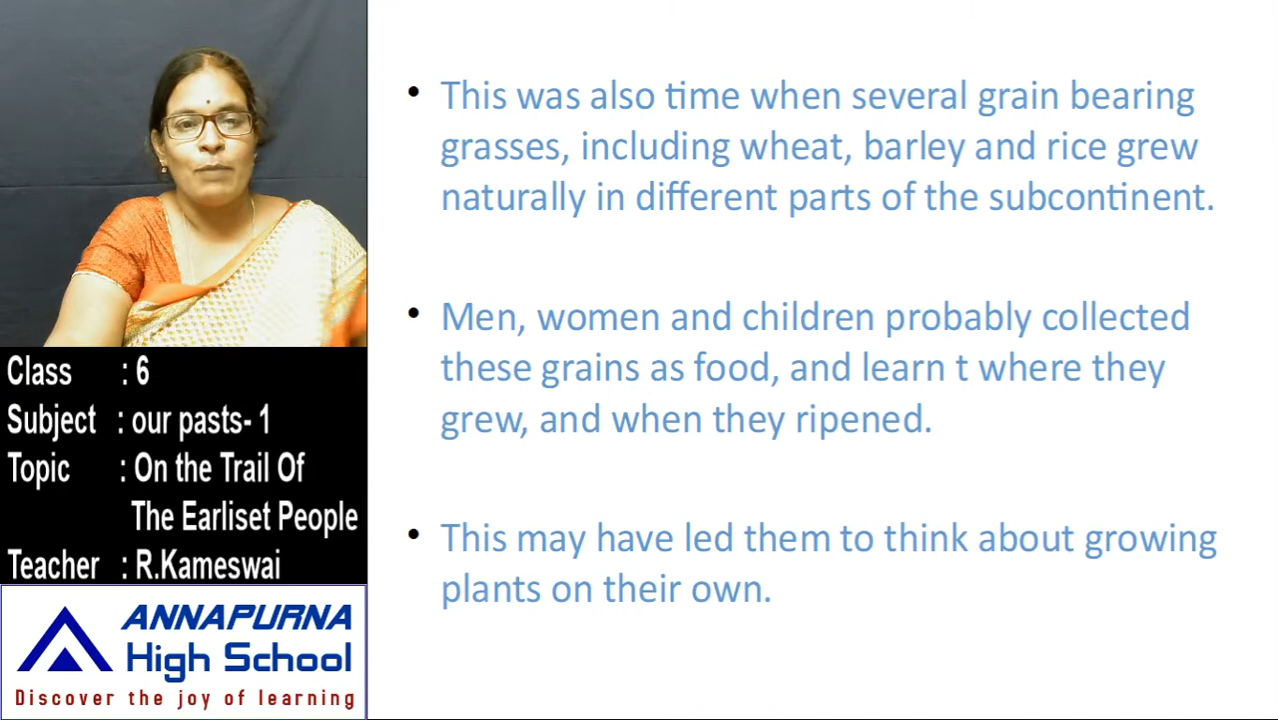 This was also time when several grain bearing
grasses, including wheat, barley and rice grew
naturally in different parts of the subcontinent.
Men, women and children probably collected
these grains as food, and learn t where they
grew, and when they ripened.
This may have led them to think about growing
plants on their own.
Class : 6
Subject : our pasts- 1
Topic : On the Trail Of
The Earliset People
Teacher : R.Kameswai
ANNAPURNA
High School
Discover the joy of learning